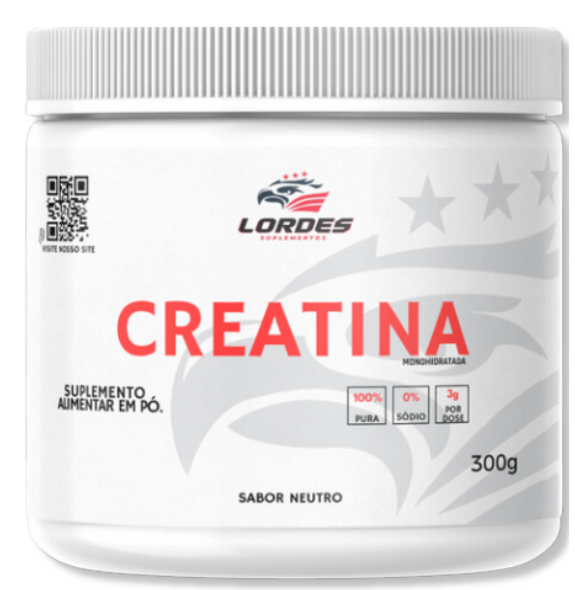 VISITE NOSSO SITE
LORDES
SUPLEMENTOS
CREATINA
MONOHIDRATADA
SUPLEMENTO
ALIMENTAR EM PÓ.
100%
PURA
0%
SÓDIO
3g
POR
DOSE
300g
SABOR NEUTRO